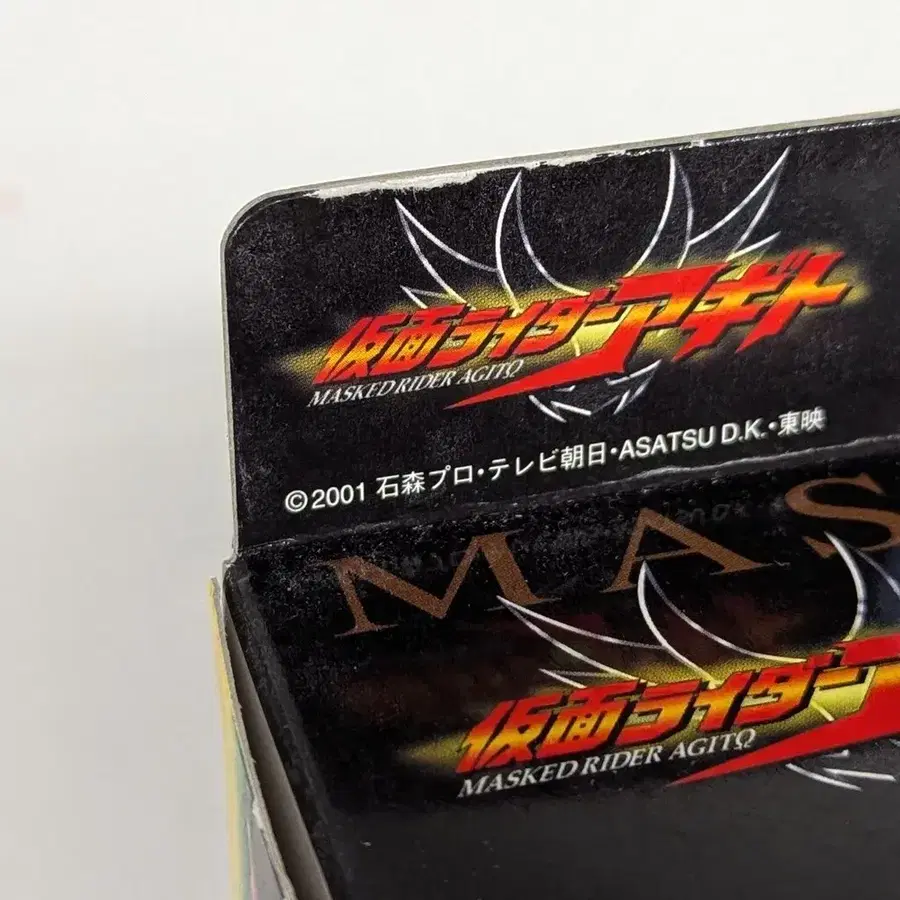 仮面ライダーアギト
MASKED RIDER AGITΩ
©2001 石森プロ・テレビ朝日・ASATSU D.K.・東映
MAS
仮面ライダー
MASKED RIDER AGITΩ